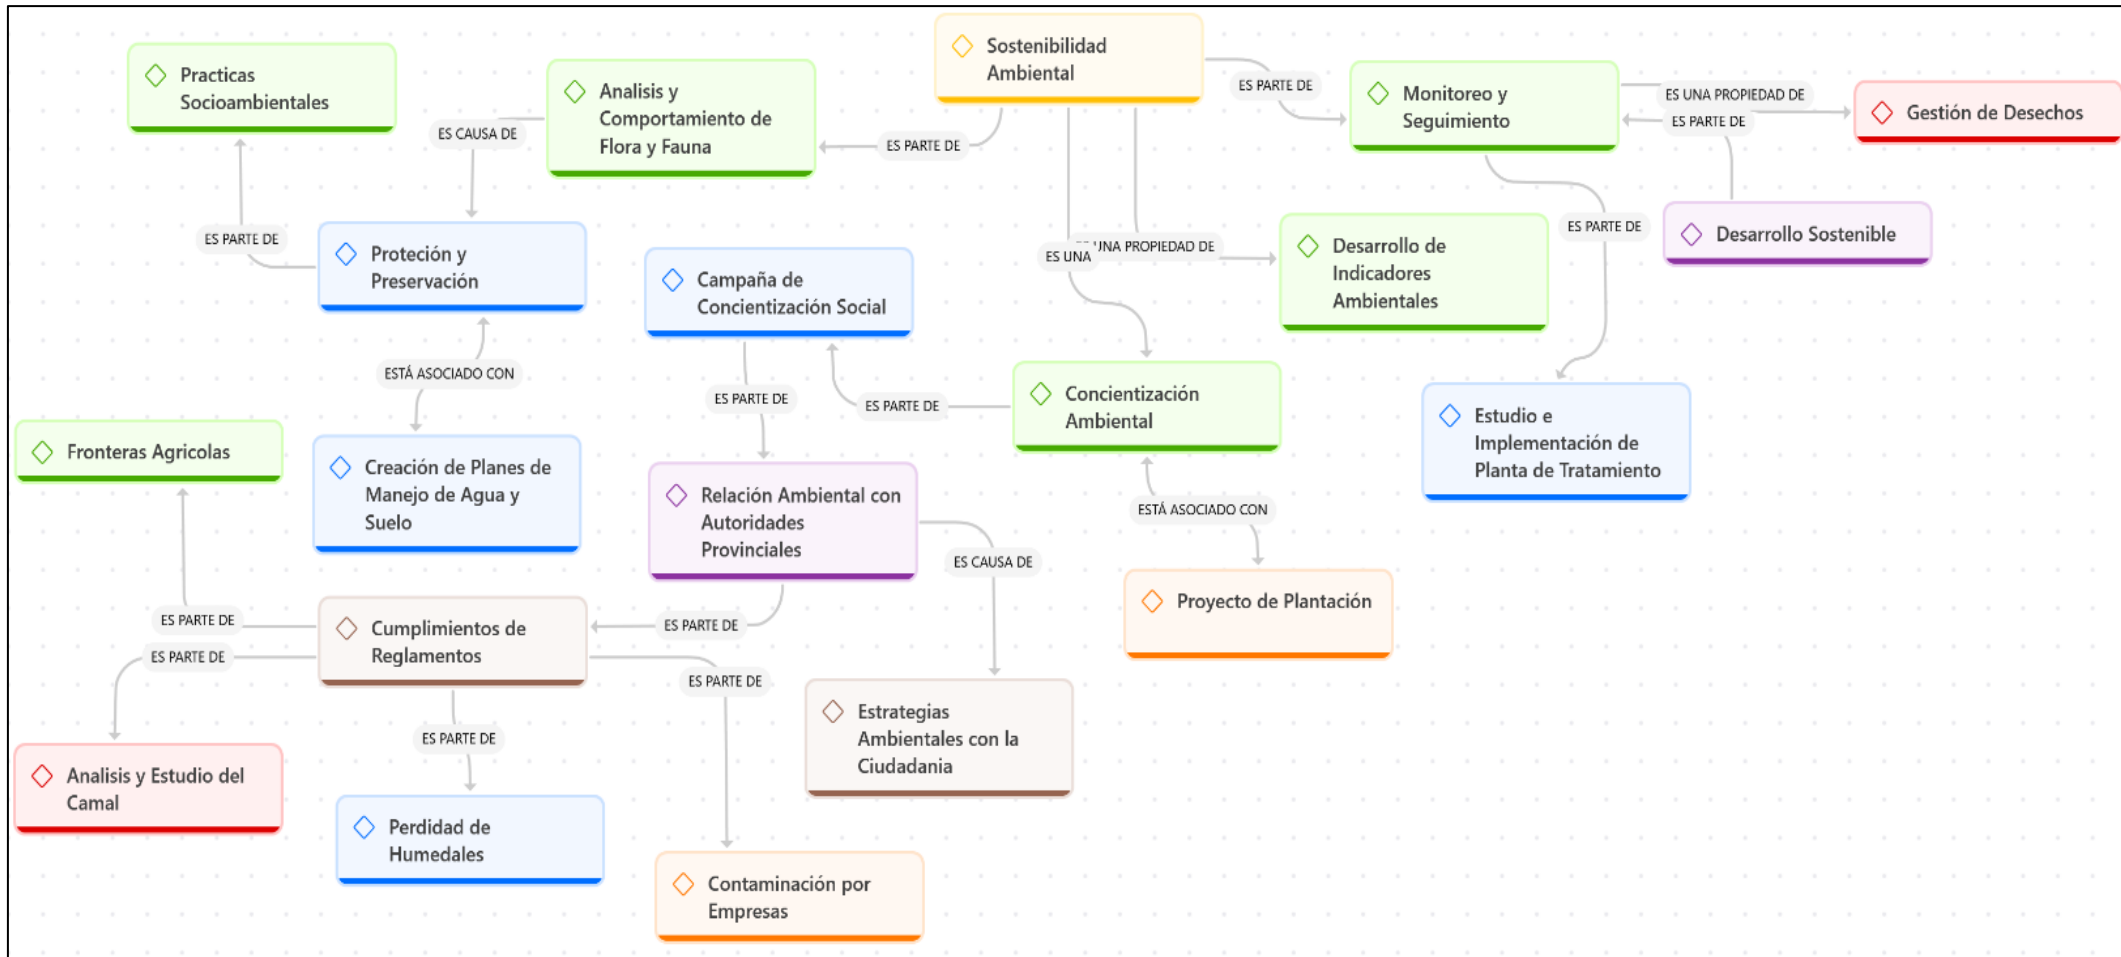 Sostenibilidad
Ambiental
Practicas
Socioambientales
Analisis y
Comportamiento de
Flora y Fauna
ES PARTE DE
Monitoreo y
Seguimiento
ES UNA PROPIEDAD DE
ES PARTE DE
Gestión de Desechos
ES CAUSA DE
ES PARTE DE
ES PARTE DE
Proteción y
Preservación
ES PARTE DE
Desarrollo Sostenible
Campaña de
Concientización Social
ES UNA
UNA PROPIEDAD DE
Desarrollo de
Indicadores
Ambientales
ESTÁ ASOCIADO CON
ES PARTE DE
ES PARTE DE
Concientización
Ambiental
Estudio e
Implementación de
Planta de Tratamiento
Fronteras Agricolas
Creación de Planes de
Manejo de Agua y
Suelo
Relación Ambiental con
Autoridades
Provinciales
ESTÁ ASOCIADO CON
ES CAUSA DE
Proyecto de Plantación
ES PARTE DE
ES PARTE DE
Cumplimientos de
Reglamentos
ES PARTE DE
ES PARTE DE
ES PARTE DE
Estrategias
Ambientales con la
Ciudadania
Analisis y Estudio del
Camal
Perdidad de
Humedales
Contaminación por
Empresas